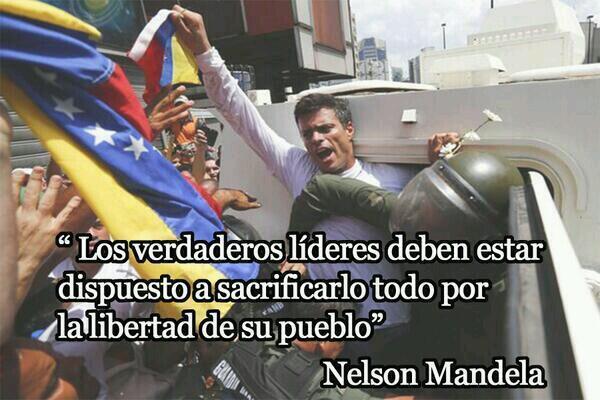 “ Los verdaderos líderes deben estar
dispuesto a sacrificarlo todo por
la libertad de su pueblo”
Nelson Mandela